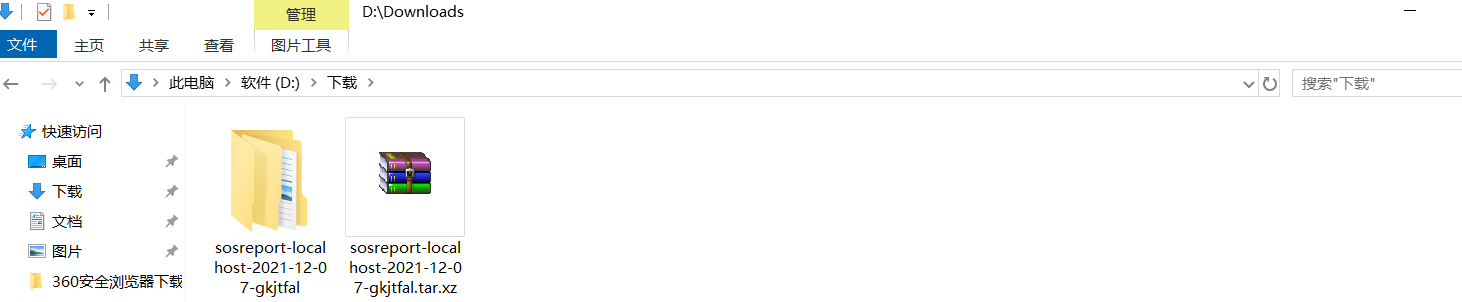 管理
D:\Downloads
文件
主页
共享
查看
图片工具
此电脑
软件 (D:)
下载
搜索"下载"
快速访问
桌面
下载
文档
图片
360安全浏览器下载
sosreport-local
host-2021-12-0
7-gkjtfal
sosreport-local
host-2021-12-0
7-gkjtfal.tar.xz